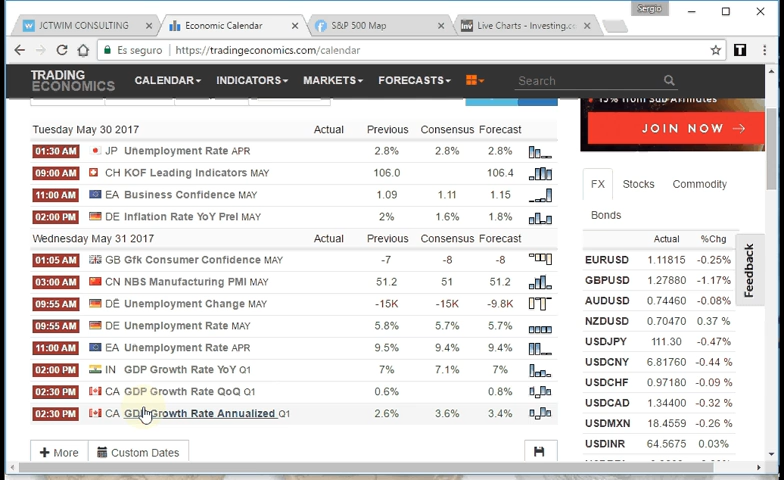 Sergio
JCTWIM CONSULTING
Economic Calendar
S&P 500 Map
Inv Live Charts - Investing.c
Es seguro https://tradingeconomics.com/calendar
TRADING
ECONOMICS
CALENDAR INDICATORS MARKETS FORECASTS Search
Tuesday May 30 2017 Actual Previous Consensus Forecast
01:30 AM JP Unemployment Rate APR 2.8% 2.8% 2.8%
09:00 AM CH KOF Leading Indicators MAY 106.0 106.4
11:00 AM EA Business Confidence MAY 1.09 1.11 1.15
02:00 PM DE Inflation Rate YoY Prel MAY 2% 1.6% 1.8%
Wednesday May 31 2017 Actual Previous Consensus Forecast
01:05 AM GB Gfk Consumer Confidence MAY -7 -8 -8
03:00 AM CN NBS Manufacturing PMI MAY 51.2 51 51.2
09:55 AM DE Unemployment Change MAY -15K -15K -9.8K
09:55 AM DE Unemployment Rate MAY 5.8% 5.7% 5.7%
11:00 AM EA Unemployment Rate APR 9.5% 9.4% 9.4%
02:00 PM IN GDP Growth Rate YoY Q1 7% 7.1% 7%
02:30 PM CA GDP Growth Rate QoQ Q1 0.6% 0.8%
02:30 PM CA GDP Growth Rate Annualized Q1 2.6% 3.6% 3.4%
More Custom Dates
JOIN NOW
FX Stocks Commodity
Bonds
Actual %Chg
EURUSD 1.11815 -0.25%
GBPUSD 1.27880 -1.17%
AUDUSD 0.74460 -0.08%
NZDUSD 0.70470 0.37 %
USDJPY 111.30 -0.47%
USDCNY 6.81760 -0.44 %
USDCHF 0.97180 -0.09 %
USDCAD 1.34400 -0.32 %
USDMXN 18.4559 -0.26 %
USDINR 64.5675 0.03%
Feedback